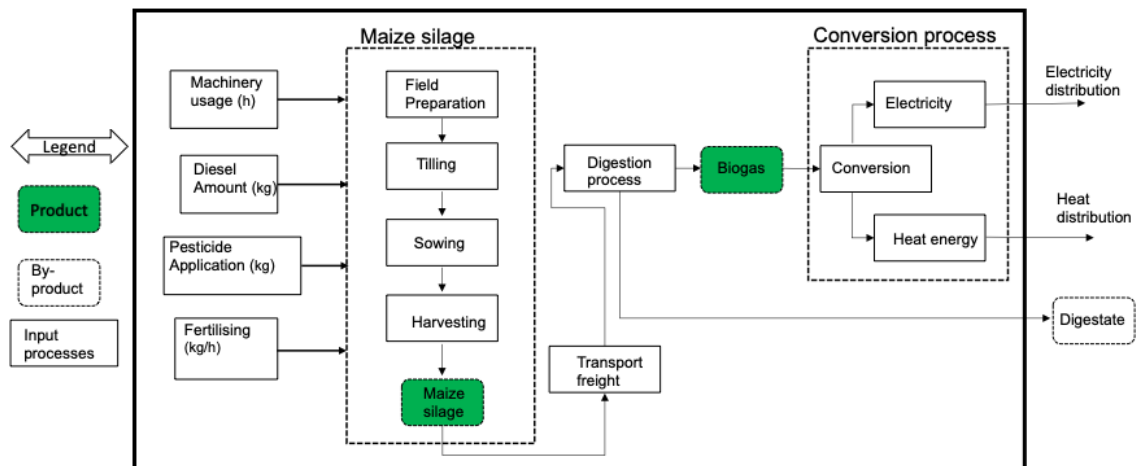 Legend
Product
By-
product
Input
processes
Machinery
usage (h)
Diesel
Amount (kg)
Pesticide
Application (kg)
Fertilising
(kg/h)
Maize silage
Field
Preparation
Tilling
Sowing
Harvesting
Maize
silage
Transport
freight
Digestion
process
Biogas
Conversion process
Electricity
Conversion
Heat energy
Electricity
distribution
Heat
distribution
Digestate